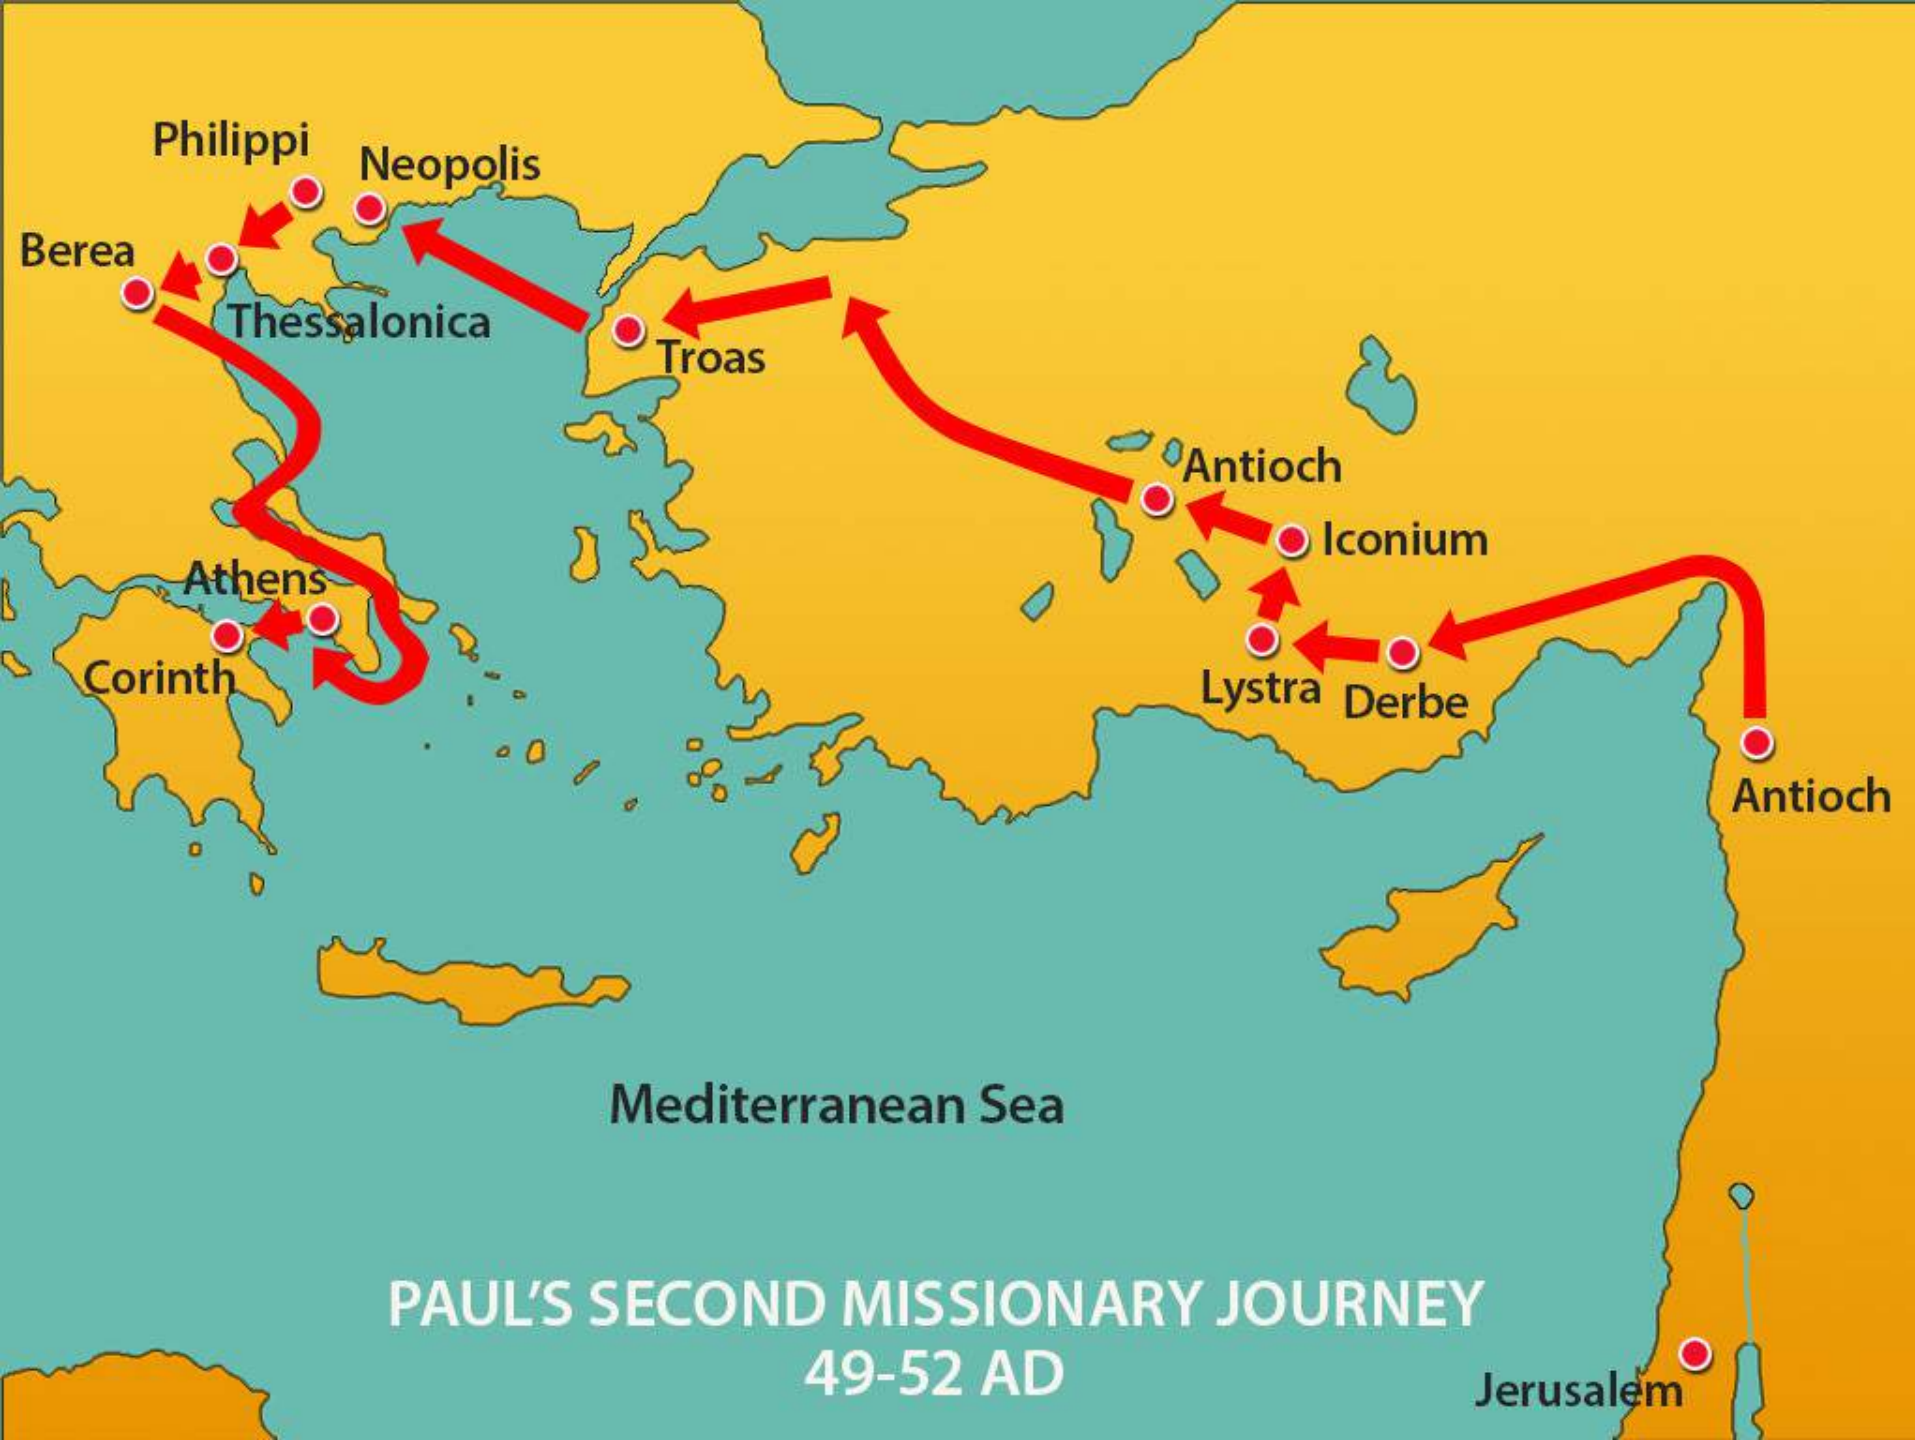 Philippi
Neopolis
Berea
Thessalonica
Troas
Antioch
Iconium
Athens
Corinth
Lystra
Derbe
Antioch
Mediterranean Sea
PAUL'S SECOND MISSIONARY JOURNEY
49-52 AD
Jerusalem